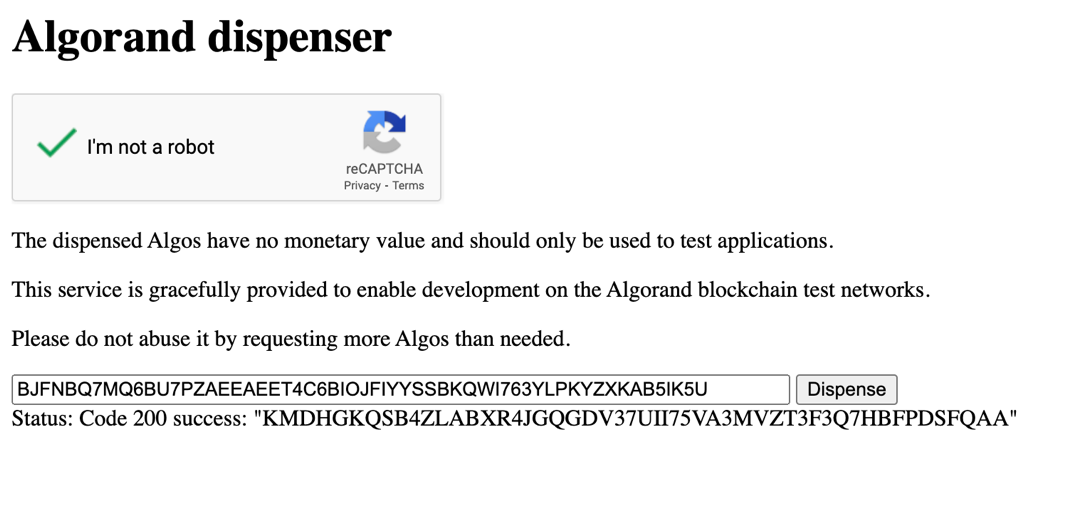 Algorand dispenser
I'm not a robot
reCAPTCHA
Privacy - Terms
The dispensed Algos have no monetary value and should only be used to test applications.
This service is gracefully provided to enable development on the Algorand blockchain test networks.
Please do not abuse it by requesting more Algos than needed.
BJFNBQ7MQ6BU7PZAEEAEET4C6BIOJFIYYSSBKQWI763YLPKYZXKAB5IK5U Dispense
Status: Code 200 success: "KMDHGKQSB4ZLABXR4JGQGDV37UII75VA3MVZT3F3Q7HBFPDSFQAA"